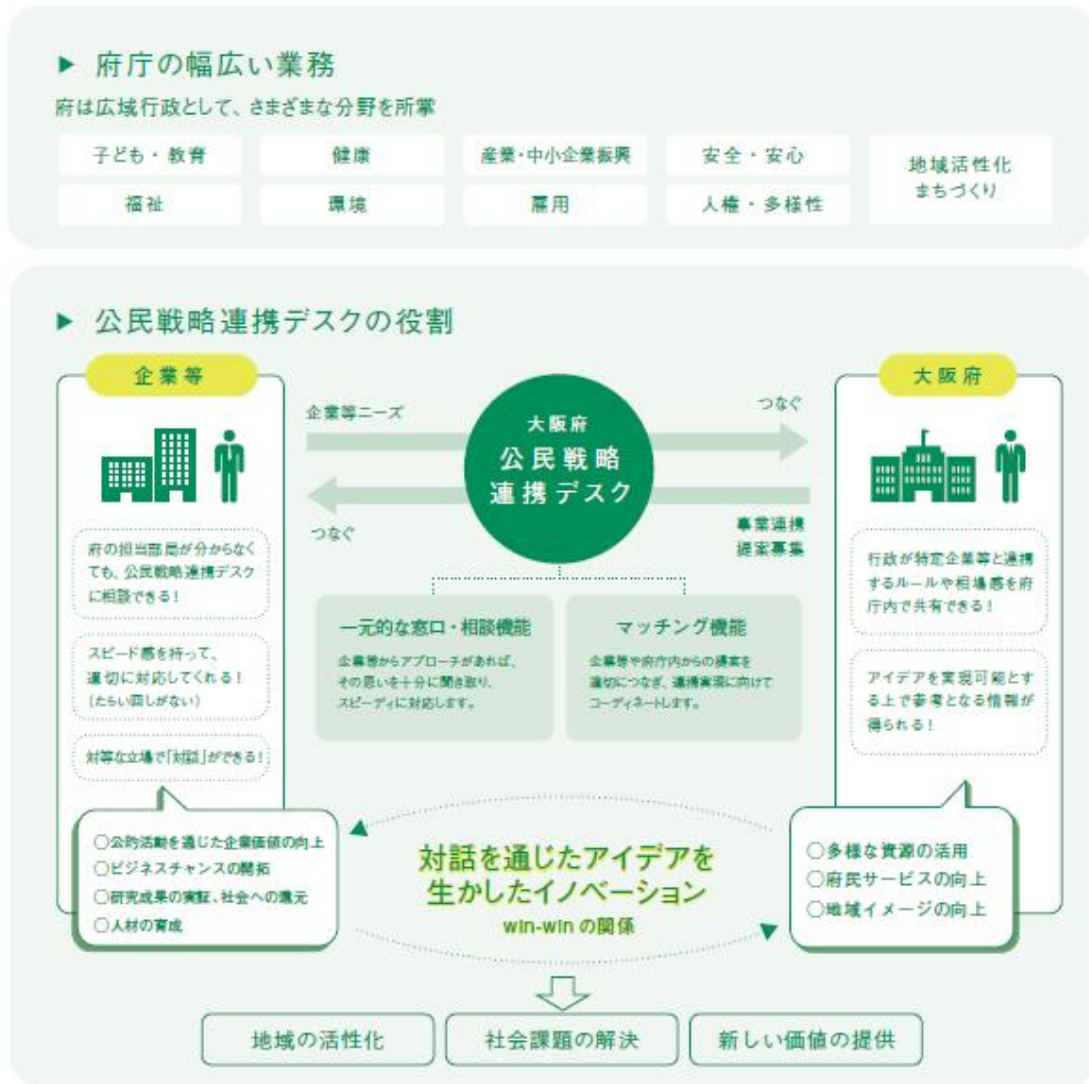 ▶ 府庁の幅広い業務
府は広域行政として、さまざまな分野を所掌
子ども・教育
健康
産業・中小企業振興
安全・安心
地域活性化
まちづくり
福祉
環境
雇用
人権・多様性
▶ 公民戦略連携デスクの役割
企業等
府の担当部局が分からなく
ても、公民戦略連携デスク
に相談できる！
スピード感を持って、
適切に対応してくれる！
（たらい回しがない）
対等な立場で「対話」ができる！
○公的活動を通じた企業価値の向上
○ビジネスチャンスの開拓
○研究成果の実証、社会への還元
○人材の育成
企業等ニーズ
つなぐ
大阪府
公民戦略
連携デスク
つなぐ
事業連携
提案募集
一元的な窓口・相談機能
企業等からアプローチがあれば、
その思いを十分に聞き取り、
スピーディに対応します。
マッチング機能
企業等や府庁内からの提案を
適切につなぎ、連携実現に向けて
コーディネートします。
大阪府
行政が特定企業等と連携
するルールや相場感を府
庁内で共有できる！
アイデアを実現可能とす
る上で参考となる情報が
得られる！
○多様な資源の活用
○府民サービスの向上
○地域イメージの向上
対話を通じたアイデアを
生かしたイノベーション
win-win の関係
地域の活性化
社会課題の解決
新しい価値の提供